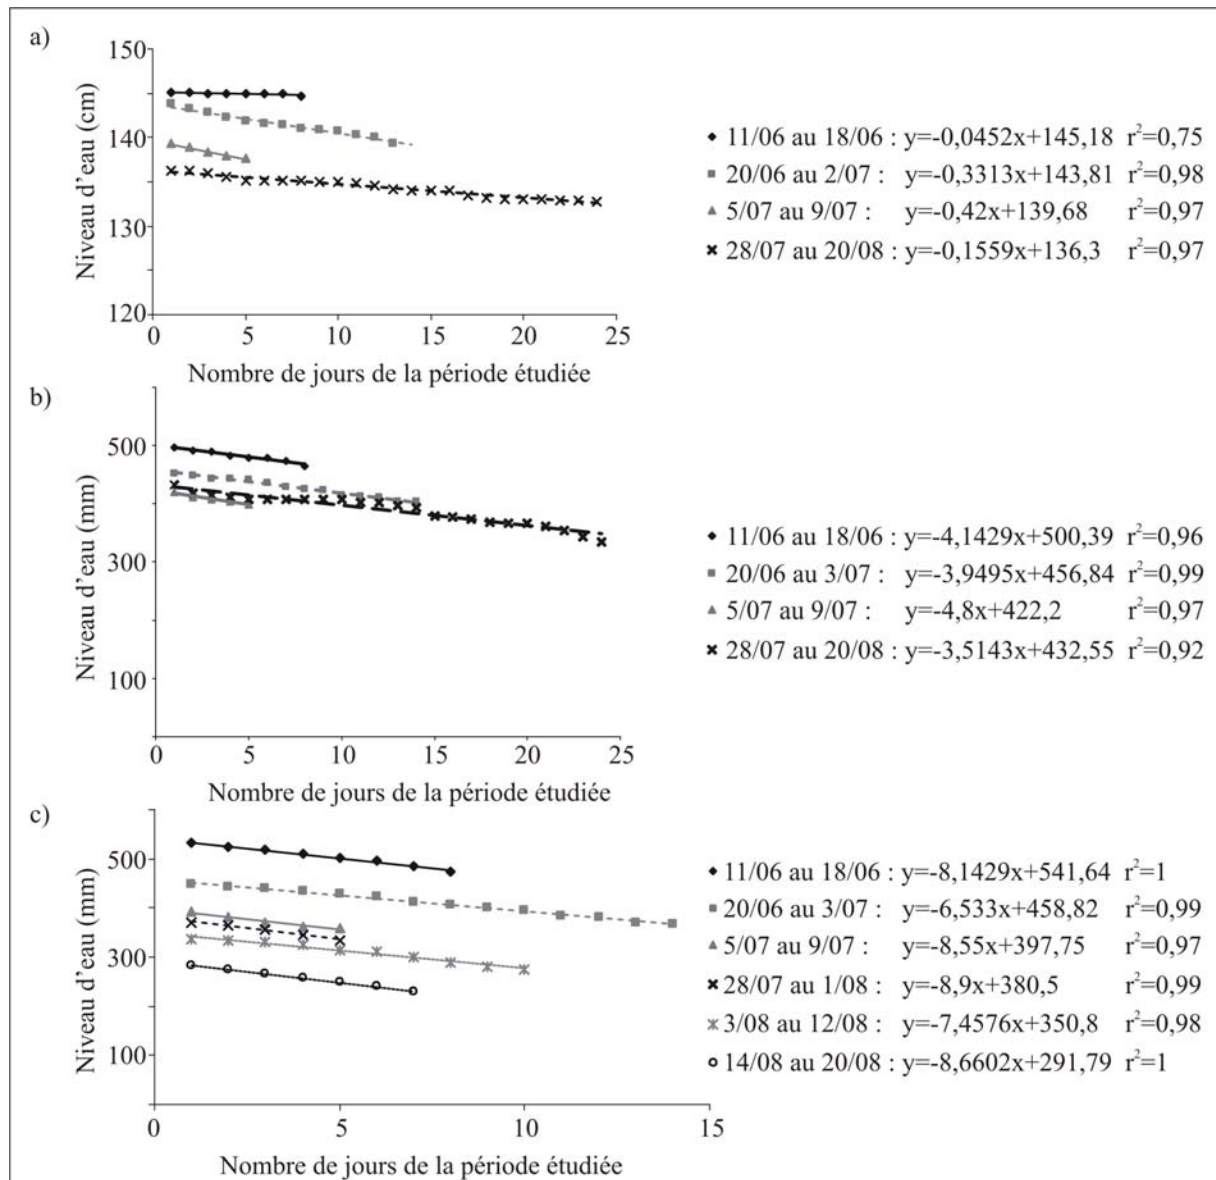 a)
Niveau d'eau (cm)
150
140
130
120
0 5 10 15 20 25
Nombre de jours de la période étudiée
11/06 au 18/06 : y=-0,0452x+145,18 r²=0,75
20/06 au 2/07 : y=-0,3313x+143,81 r²=0,98
5/07 au 9/07 : y=-0,42x+139,68 r²=0,97
28/07 au 20/08 : y=-0,1559x+136,3 r²=0,97
b)
Niveau d'eau (mm)
500
300
100
0 5 10 15 20 25
Nombre de jours de la période étudiée
11/06 au 18/06 : y=-4,1429x+500,39 r²=0,96
20/06 au 3/07 : y=-3,9495x+456,84 r²=0,99
5/07 au 9/07 : y=-4,8x+422,2 r²=0,97
28/07 au 20/08 : y=-3,5143x+432,55 r²=0,92
c)
Niveau d'eau (mm)
500
300
100
0 5 10 15
Nombre de jours de la période étudiée
11/06 au 18/06 : y=-8,1429x+541,64 r²=1
20/06 au 3/07 : y=-6,533x+458,82 r²=0,99
5/07 au 9/07 : y=-8,55x+397,75 r²=0,97
28/07 au 1/08 : y=-8,9x+380,5 r²=0,99
3/08 au 12/08 : y=-7,4576x+350,8 r²=0,98
14/08 au 20/08 : y=-8,6602x+291,79 r²=1